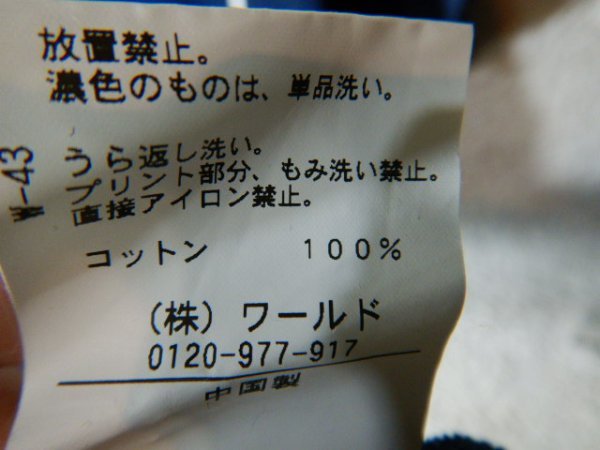 放置禁止。
濃色のものは、単品洗い。
W-43
うら返し洗い。
プリント部分、もみ洗い禁止。
直接アイロン禁止。
コットン 100%
(株) ワールド
0120-977-917
中国製